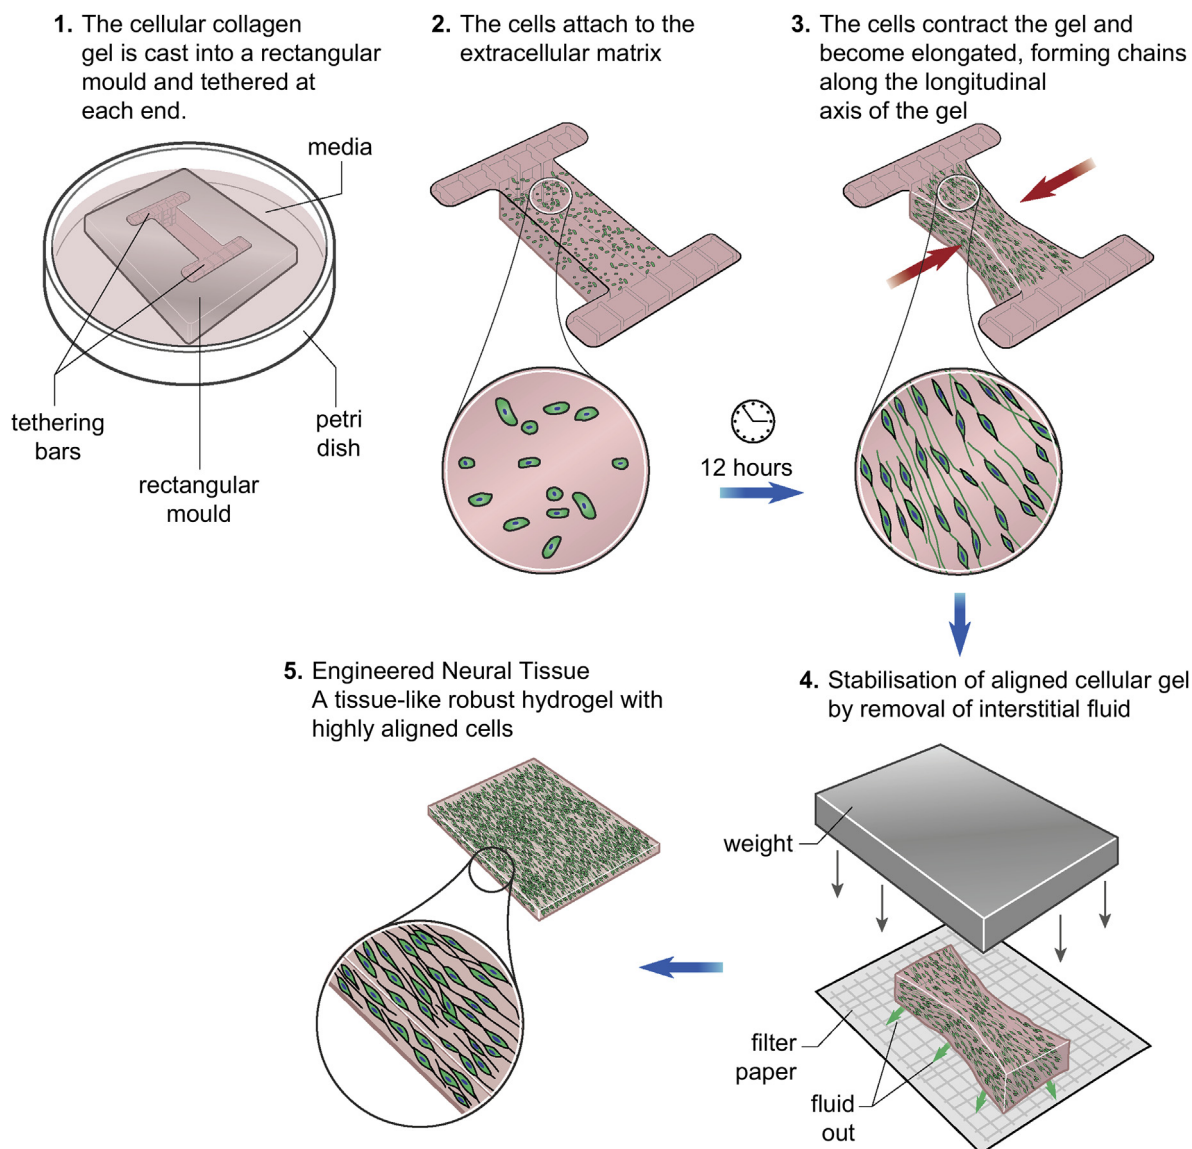 1. The cellular collagen
gel is cast into a rectangular
mould and tethered at
each end.
media
tethering
bars
rectangular
mould
petri
dish
2. The cells attach to the
extracellular matrix
12 hours
3. The cells contract the gel and
become elongated, forming chains
along the longitudinal
axis of the gel
4. Stabilisation of aligned cellular gel
by removal of interstitial fluid
weight
filter
paper
fluid
out
5. Engineered Neural Tissue
A tissue-like robust hydrogel with
highly aligned cells